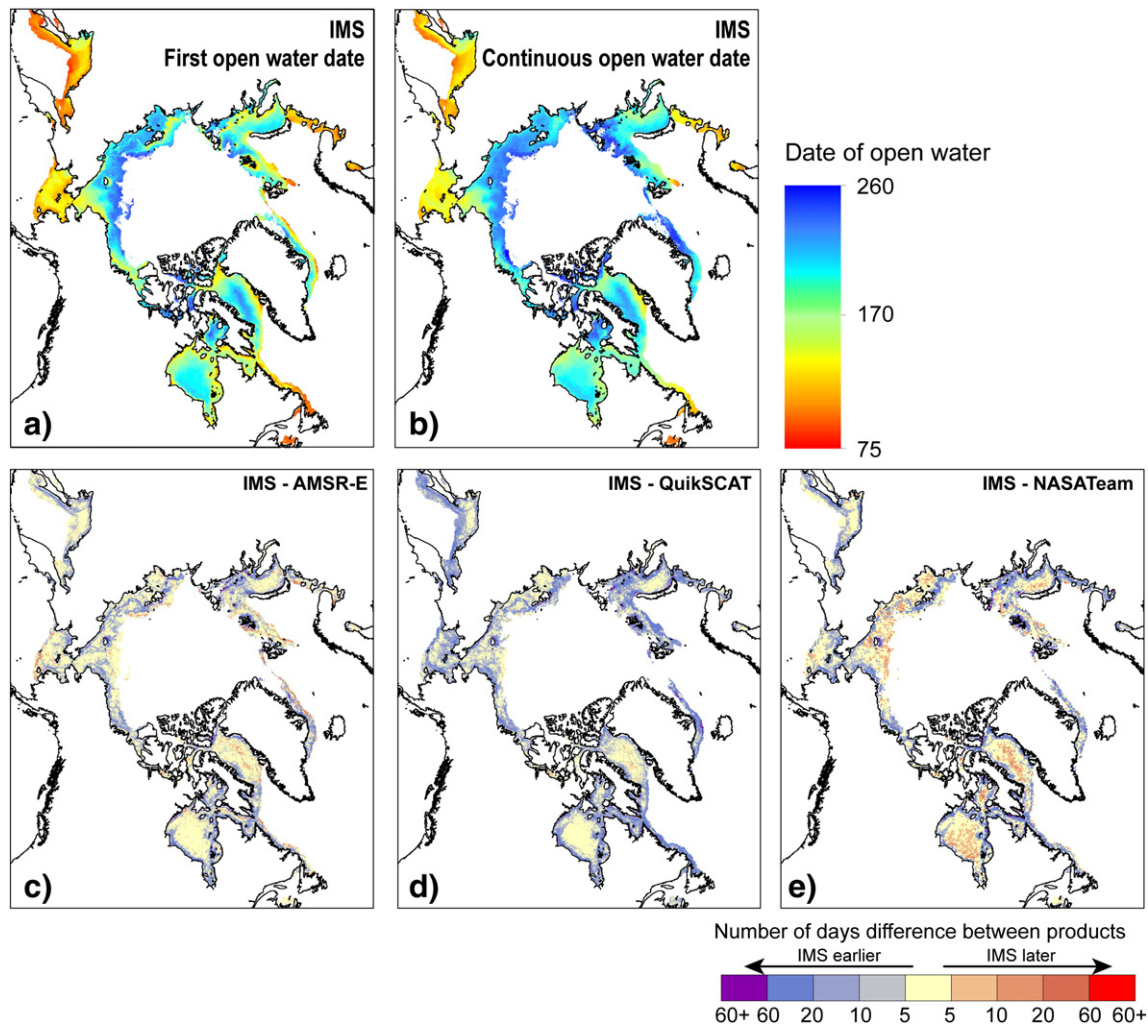 IMS
First open water date
a)
IMS
Continuous open water date
b)
Date of open water
260
170
75
IMS - AMSR-E
c)
IMS - QuikSCAT
d)
IMS - NASATeam
e)
Number of days difference between products
IMS earlier IMS later
60+ 60 20 10 5 5 10 20 60 60+